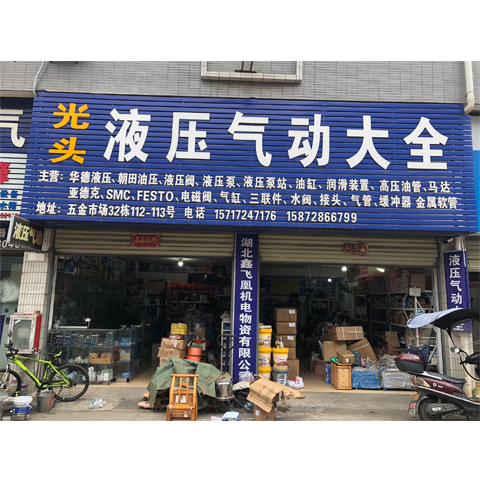 光头
液压气动大全
主营：华德液压、朝田油压、液压阀、液压泵、液压泵站、油缸、润滑装置、高压油管、马达
亚德克、SMC、FESTO、电磁阀、气缸、三联件、水阀、接头、气管、缓冲器 金属软管
地址：五金市场32栋112-113号 电话 15717247176 15872866799
湖北鑫飞凰机电物资有限公司
液压气动大
液压气
气